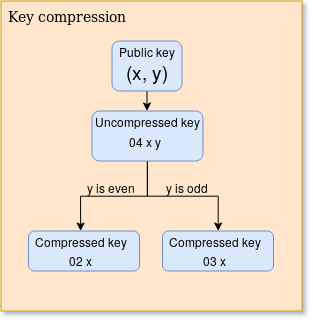 Key compression
Public key
(x, y)
Uncompressed key
04 x y
y is even
y is odd
Compressed key
02 x
Compressed key
03 x